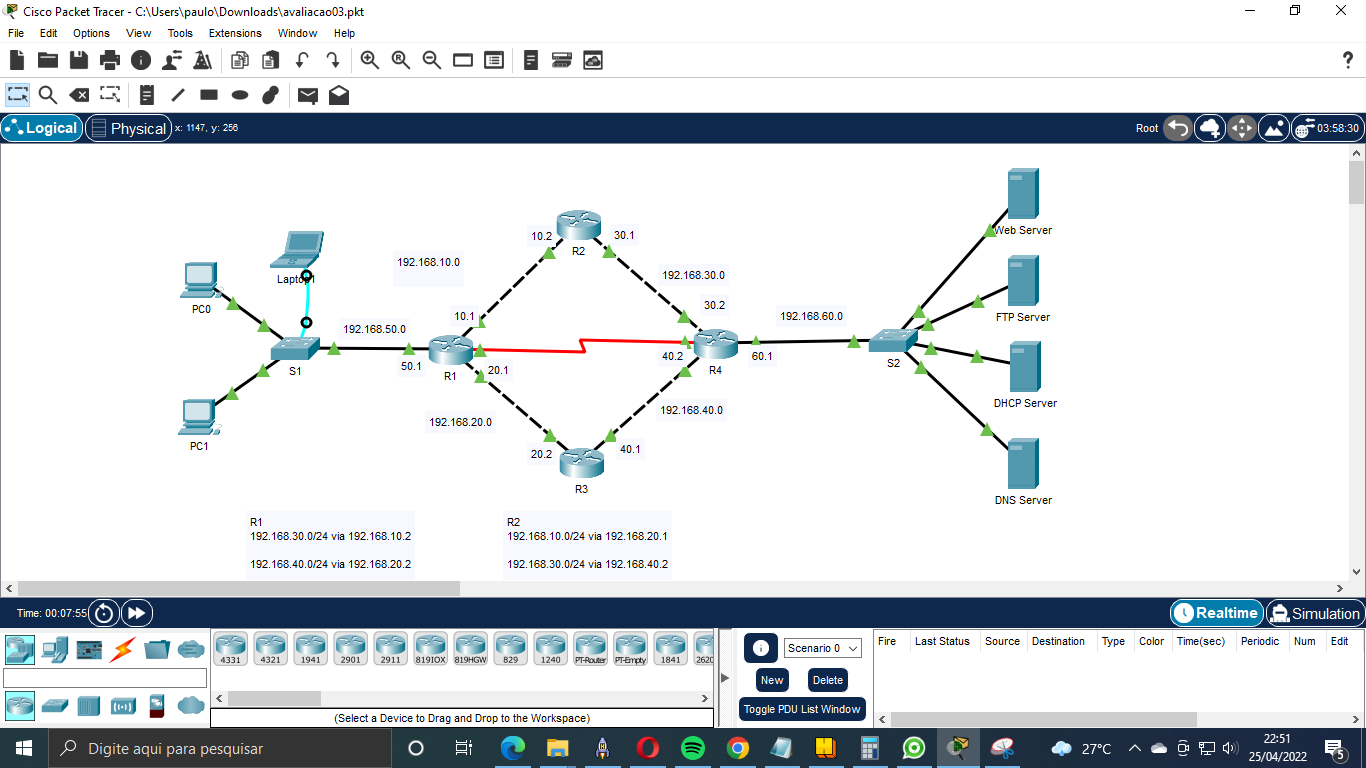 Cisco Packet Tracer - C:\Users\paulo\Downloads\avaliacao03.pkt
File Edit Options View Tools Extensions Window Help
Logical Physical x: 1147, y: 256 Root 03:58:30
Web Server
10.2 30.1
R2
192.168.10.0
192.168.30.0
Laptop1
PC0
30.2
FTP Server
10.1
192.168.50.0
192.168.60.0
40.2 60.1
50.1 R1 20.1
S1 R4 S2
192.168.20.0
192.168.40.0
DHCP Server
PC1
20.2 40.1
R3
DNS Server
R1
192.168.30.0/24 via 192.168.10.2
192.168.40.0/24 via 192.168.20.2
R2
192.168.10.0/24 via 192.168.20.1
192.168.30.0/24 via 192.168.40.2
Time: 00:07:55 Realtime Simulation
4331 4321 1941 2901 2911 819IOX 819HGW 829 1240 PT-Router PT-Empty 1841 2620
(Select a Device to Drag and Drop to the Workspace)
Scenario 0
New Delete
Toggle PDU List Window
Fire Last Status Source Destination Type Color Time(sec) Periodic Num Edit
Digite aqui para pesquisar
27°C
22:51
25/04/2022
5